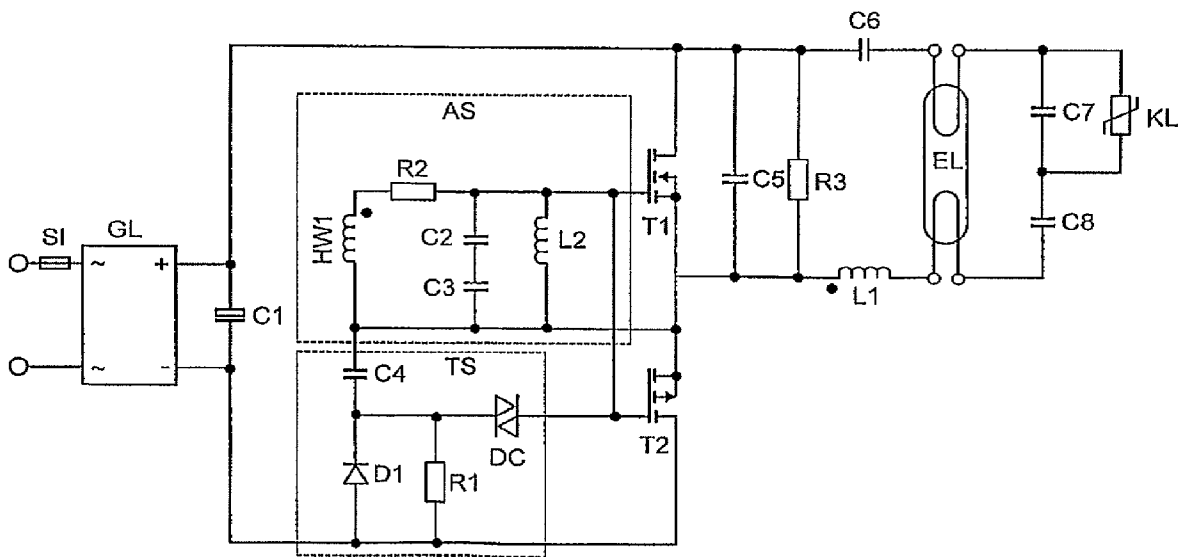 C6
AS
R2
C7
KL
EL
C5
R3
T1
HW1
C2
L2
SI
GL
C8
~
+
C3
L1
C1
~
-
C4
TS
DC
T2
D1
R1